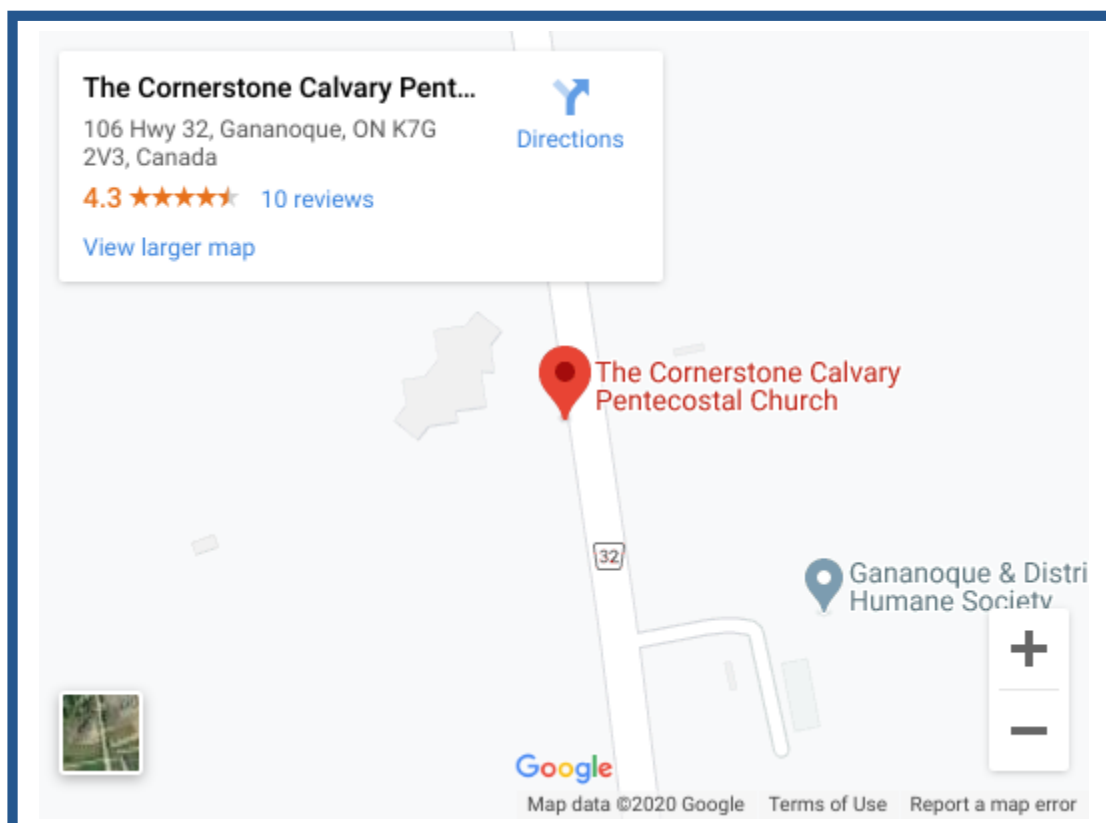 The Cornerstone Calvary Pent...
106 Hwy 32, Gananoque, ON K7G
2V3, Canada
4.3
10 reviews
View larger map
Directions
The Cornerstone Calvary
Pentecostal Church
32
Gananoque & Distri
Humane Society
+
−
Google
Map data ©2020 Google
Terms of Use
Report a map error